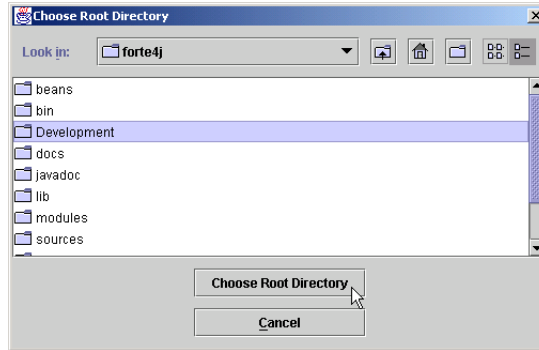 Choose Root Directory
Look in: forte4j
beans
bin
Development
docs
javadoc
lib
modules
sources
Choose Root Directory
Cancel